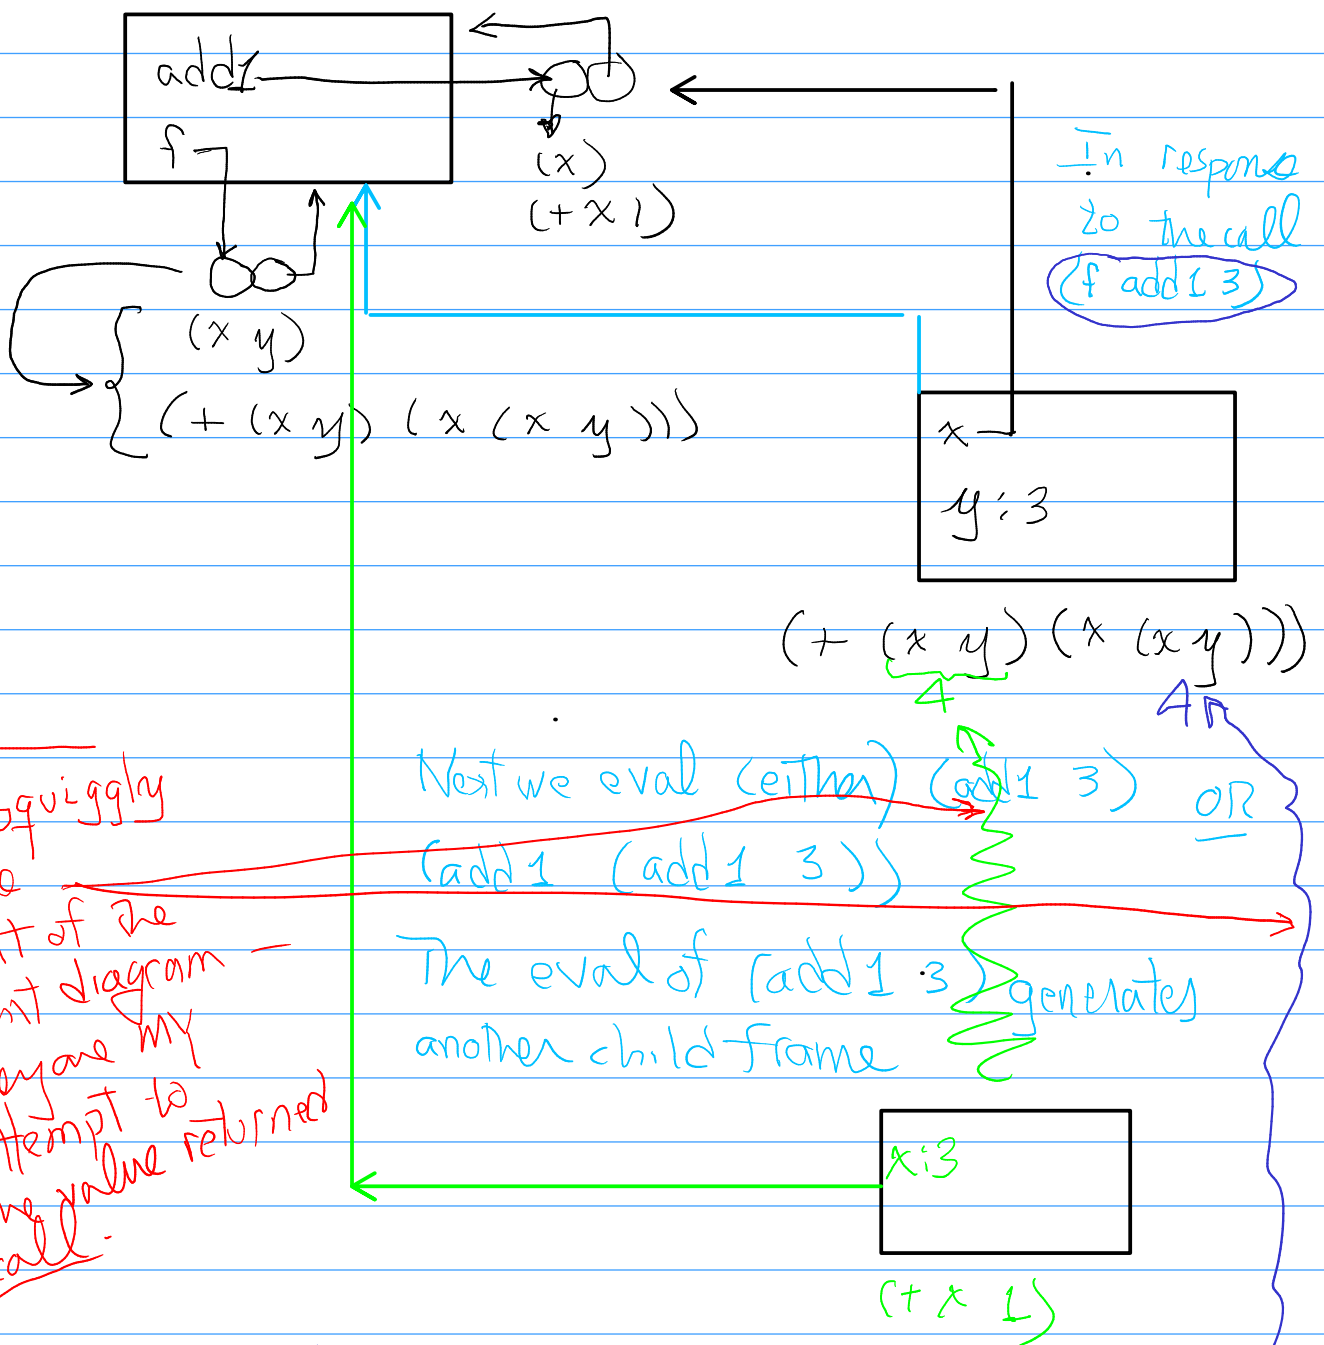 add1
f
(x)
(+ x 1)
(x y)
(+ (x y) (x (x y)))
In response
to the call
(f add1 3)
x
y:3
(+ (x y) (x (x y)))
4
4
Next we eval (either) (add1 3) OR
(add1 (add1 3))
The eval of (add1 3) generates
another child frame
x:3
(+ x 1)
squiggly
of the
diagram —
MY
to
value returned
call.